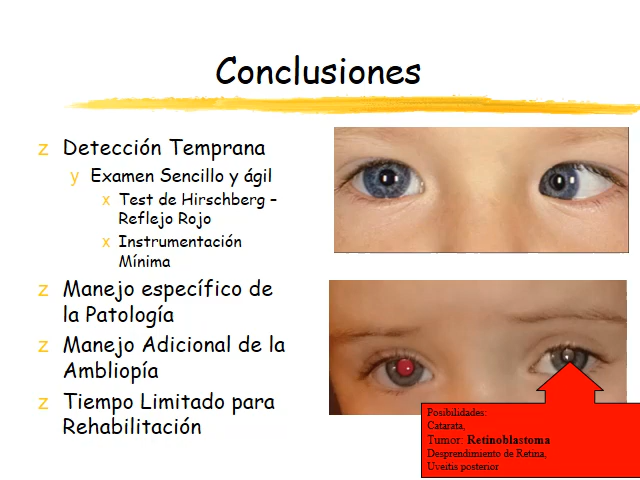 Conclusiones
z Detección Temprana
y Examen Sencillo y ágil
x Test de Hirschberg –
Reflejo Rojo
x Instrumentación
Mínima
z Manejo específico de
la Patología
z Manejo Adicional de la
Ambliopía
z Tiempo Limitado para
Rehabilitación
Posibilidades:
Catarata,
Tumor: Retinoblastoma
Desprendimiento de Retina,
Uveitis posterior